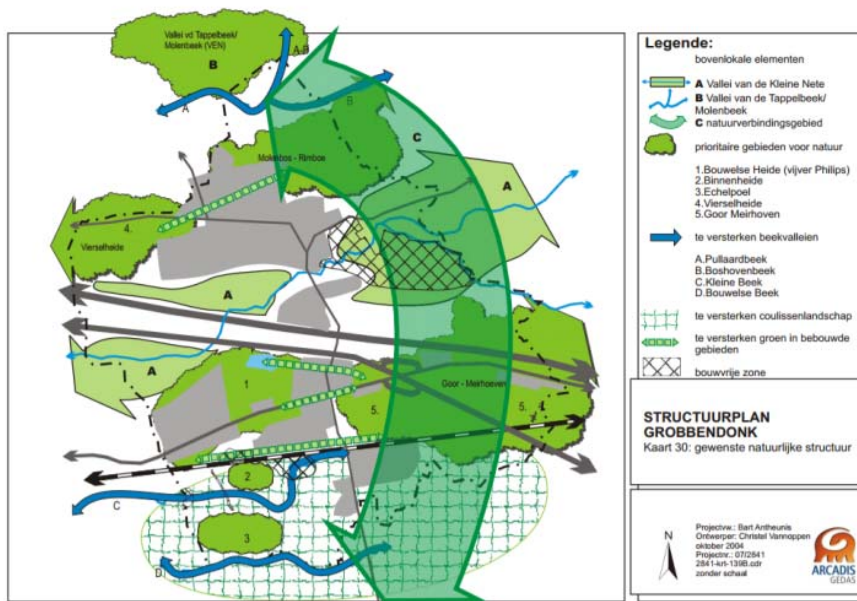 Vallei vd Tappelbeek/
Molenbeek (VEN)
B
A-B
A
B
C
Molenbos - Rimboe
A
4.
Vierselheide
A
A
1
5.
Goor - Meirhoeven
5.
2
C
3
D
Legende:
bovenlokale elementen
A Vallei van de Kleine Nete
B Vallei van de Tappelbeek/
Molenbeek
C natuurverbindingsgebied
prioritaire gebieden voor natuur
1.Bouwelse Heide (vijver Philips)
2.Binnenheide
3.Echelpoel
4.Vierselheide
5.Goor Meirhoven
te versterken beekvalleien
A.Pullaardbeek
B.Boshovenbeek
C.Kleine Beek
D.Bouwelse Beek
te versterken coulissenlandschap
te versterken groen in bebouwde
gebieden
bouwvrije zone
STRUCTUURPLAN
GROBBENDONK
Kaart 30: gewenste natuurlijke structuur
N
Projectvw.: Bart Antheunis
Ontwerper: Christel Vannoppen
oktober 2004
Projectnr.: 07/2841
2841-krt-139B.cdr
zonder schaal
ARCADIS
GEDAS